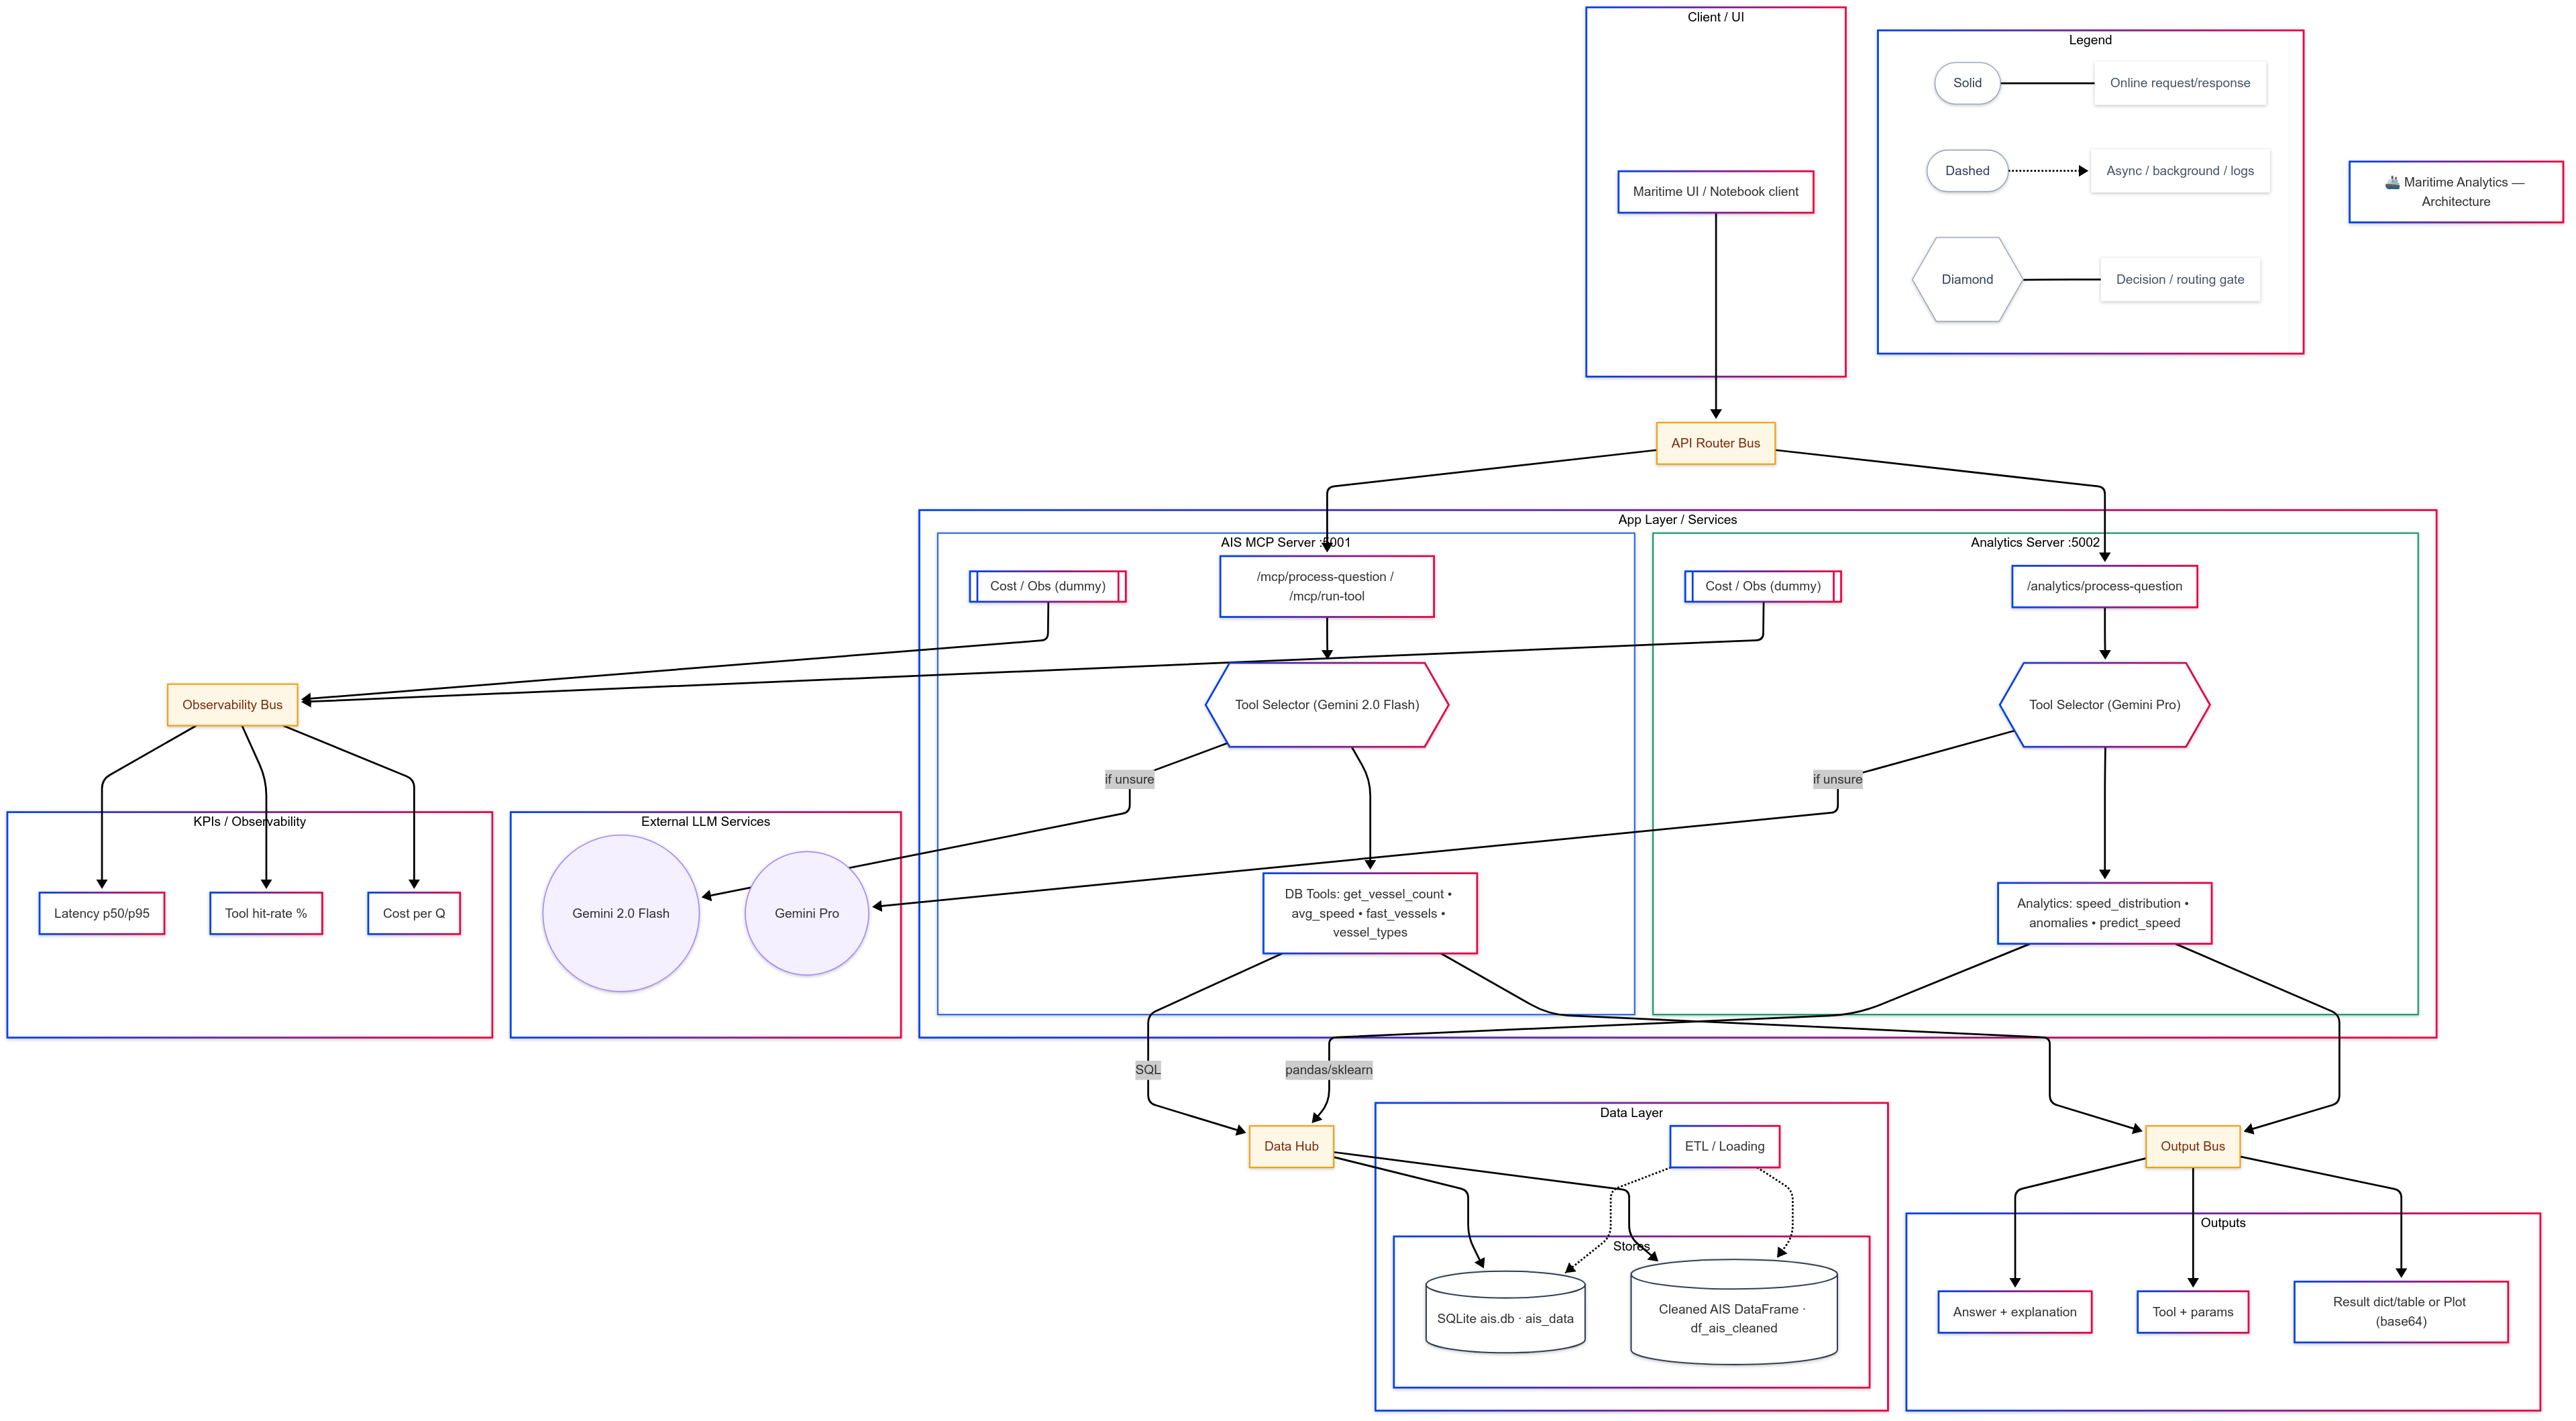 Client / UI
Maritime UI / Notebook client
Legend
Solid
Online request/response
Dashed
Async / background / logs
Diamond
Decision / routing gate
🚢 Maritime Analytics —
Architecture
API Router Bus
App Layer / Services
AIS MCP Server :5001
Cost / Obs (dummy)
/mcp/process-question /
/mcp/run-tool
Tool Selector (Gemini 2.0 Flash)
if unsure
DB Tools: get_vessel_count •
avg_speed • fast_vessels •
vessel_types
Analytics Server :5002
Cost / Obs (dummy)
/analytics/process-question
Tool Selector (Gemini Pro)
if unsure
Analytics: speed_distribution •
anomalies • predict_speed
Observability Bus
KPIs / Observability
Latency p50/p95
Tool hit-rate %
Cost per Q
External LLM Services
Gemini 2.0 Flash
Gemini Pro
SQL
pandas/sklearn
Data Hub
Data Layer
ETL / Loading
Stores
SQLite ais.db · ais_data
Cleaned AIS DataFrame ·
df_ais_cleaned
Output Bus
Outputs
Answer + explanation
Tool + params
Result dict/table or Plot
(base64)